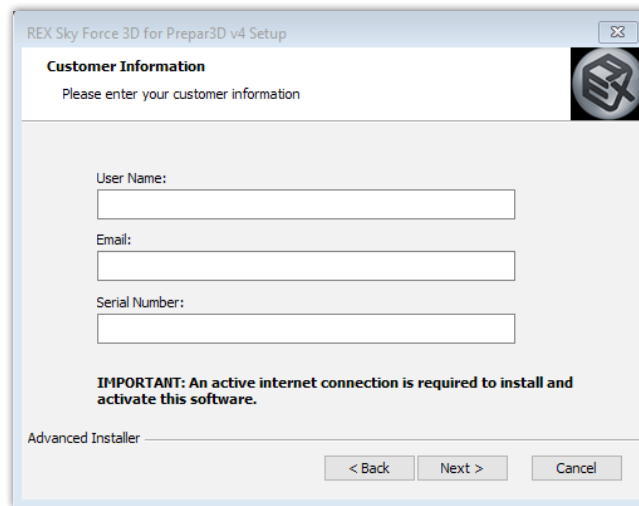 REX Sky Force 3D for Prepar3D v4 Setup
Customer Information
Please enter your customer information
REX
User Name:
Email:
Serial Number:
IMPORTANT: An active internet connection is required to install and
activate this software.
Advanced Installer
< Back Next > Cancel